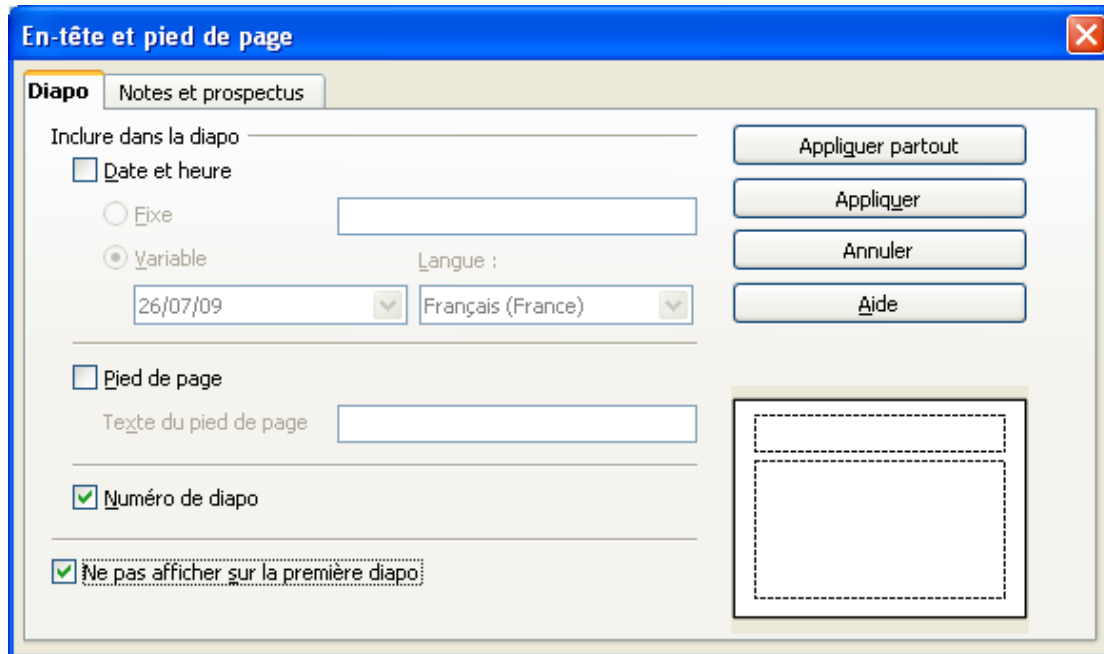 En-tête et pied de page
Diapo
Notes et prospectus
Inclure dans la diapo
Date et heure
Fixe
Variable
Langue :
26/07/09
Français (France)
Pied de page
Texte du pied de page
Numéro de diapo
Ne pas afficher sur la première diapo
Appliquer partout
Appliquer
Annuler
Aide